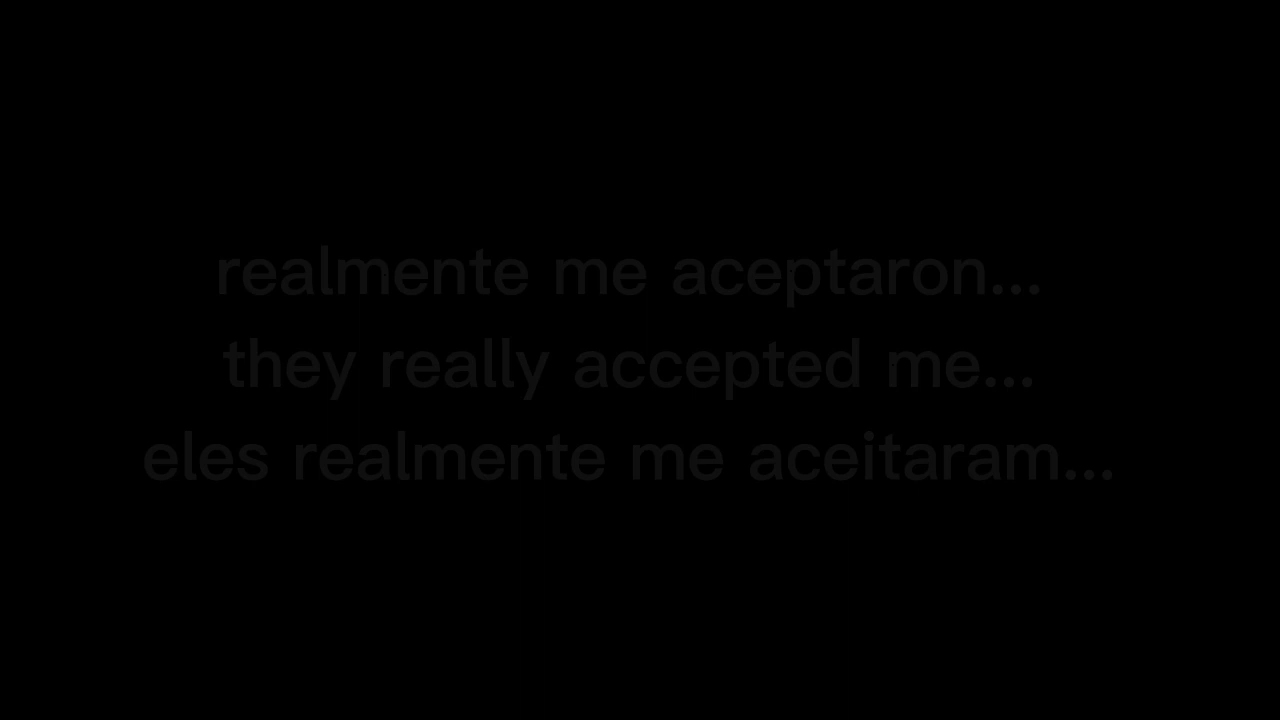 realmente me aceptaron...
they really accepted me...
eles realmente me aceitaram...